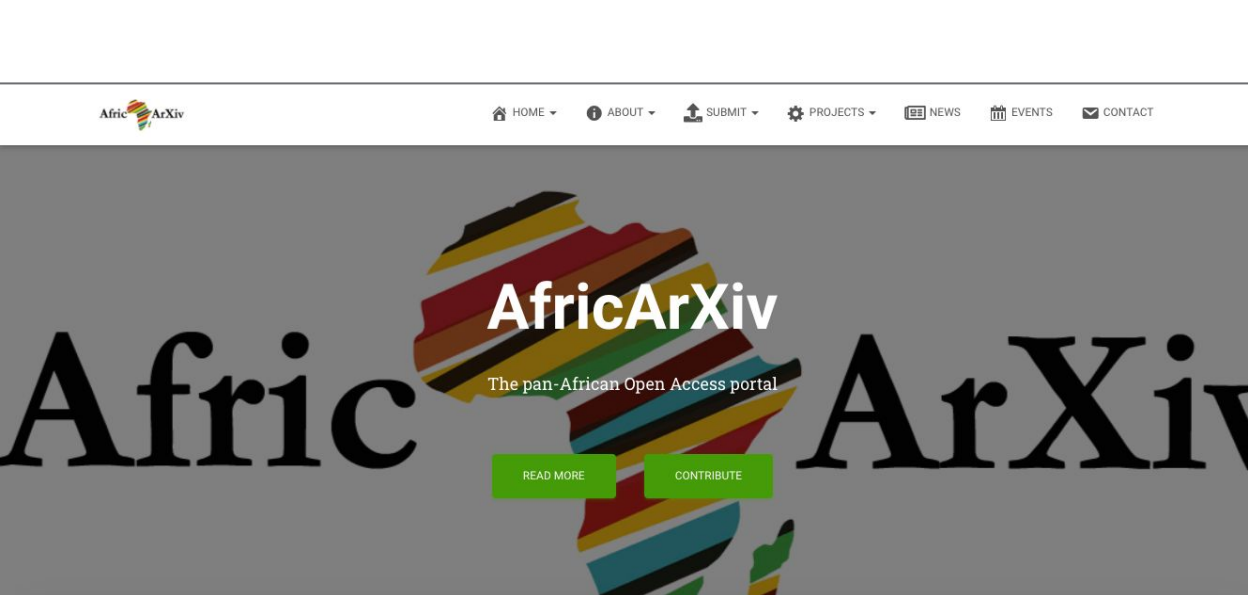 Afric ArXiv
HOME
ABOUT
SUBMIT
PROJECTS
NEWS
EVENTS
CONTACT
AfricArXiv
The pan-African Open Access portal
Afric ArXiv
READ MORE
CONTRIBUTE